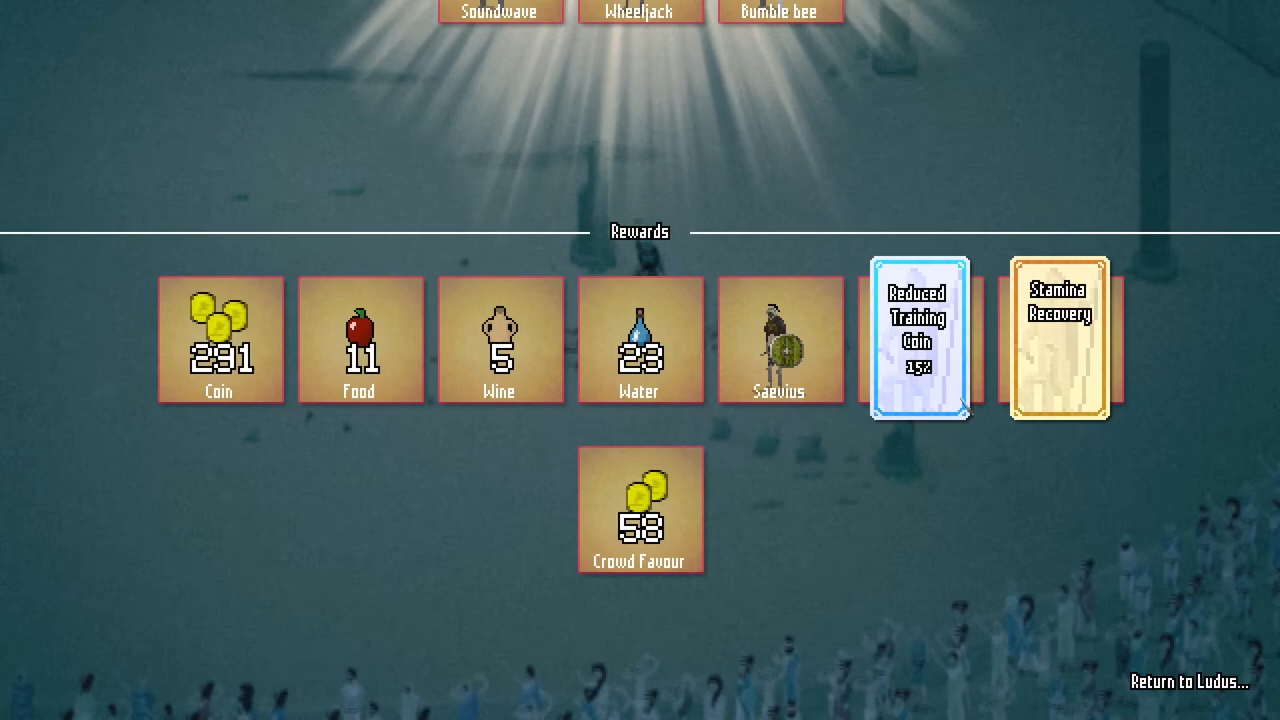 Soundwave
Wheeljack
Bumble bee
Rewards
291
Coin
11
Food
5
Wine
23
Water
Saevius
Reduced
Training
Coin
15%
Stamina
Recovery
58
Crowd Favour
Return to Ludus...